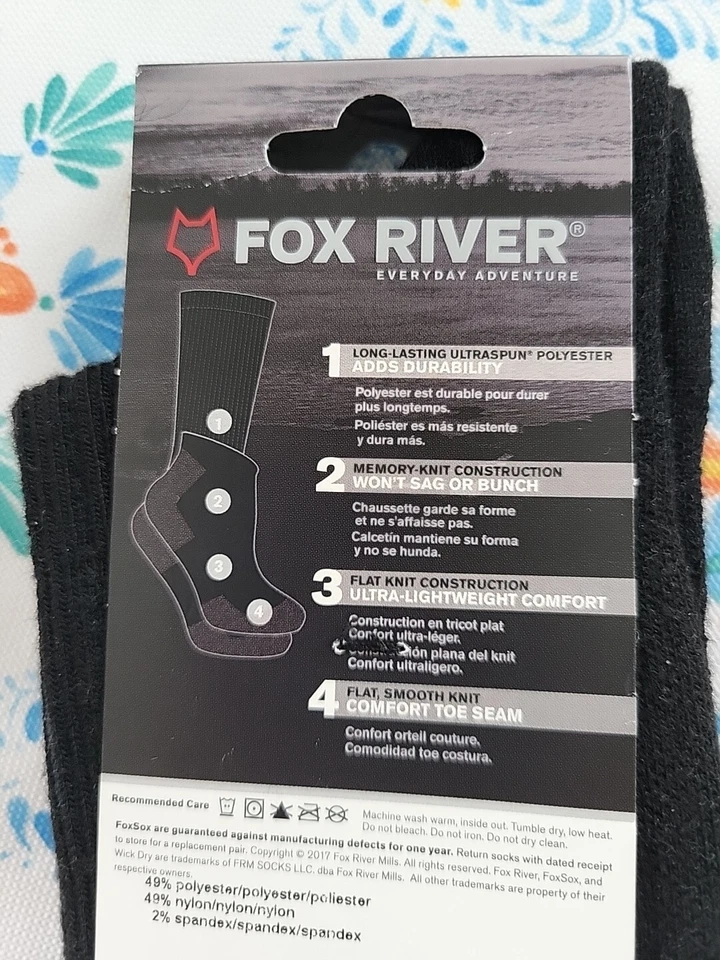 FOX RIVER®
EVERYDAY ADVENTURE
1 LONG-LASTING ULTRASPUN® POLYESTER
ADDS DURABILITY
Polyester est durable pour durer
plus longtemps.
Poliéster es más resistente
y dura más.
2 MEMORY-KNIT CONSTRUCTION
WON'T SAG OR BUNCH
Chaussette garde sa forme
et ne s'affaisse pas.
Calcetín mantiene su forma
y no se hunda.
3 FLAT KNIT CONSTRUCTION
ULTRA-LIGHTWEIGHT COMFORT
Construction en tricot plat
Confort ultra-léger.
plana del knit
Confort ultraligero.
4 FLAT, SMOOTH KNIT
COMFORT TOE SEAM
Confort orteil couture.
Comodidad toe costura.
1
2
3
4
Recommended Care
Machine wash warm, inside out. Tumble dry, low heat.
Do not bleach. Do not iron. Do not dry clean.
FoxSox are guaranteed against manufacturing defects for one year. Return socks with dated receipt
to store for a replacement pair. Copyright © 2017 Fox River Mills. All rights reserved. Fox River, FoxSox, and
Wick Dry are trademarks of FRM SOCKS LLC. dba Fox River Mills. All other trademarks are property of their
respective owners.
49% polyester/polyester/poliester
49% nylon/nylon/nylon
2% spandex/spandex/spandex